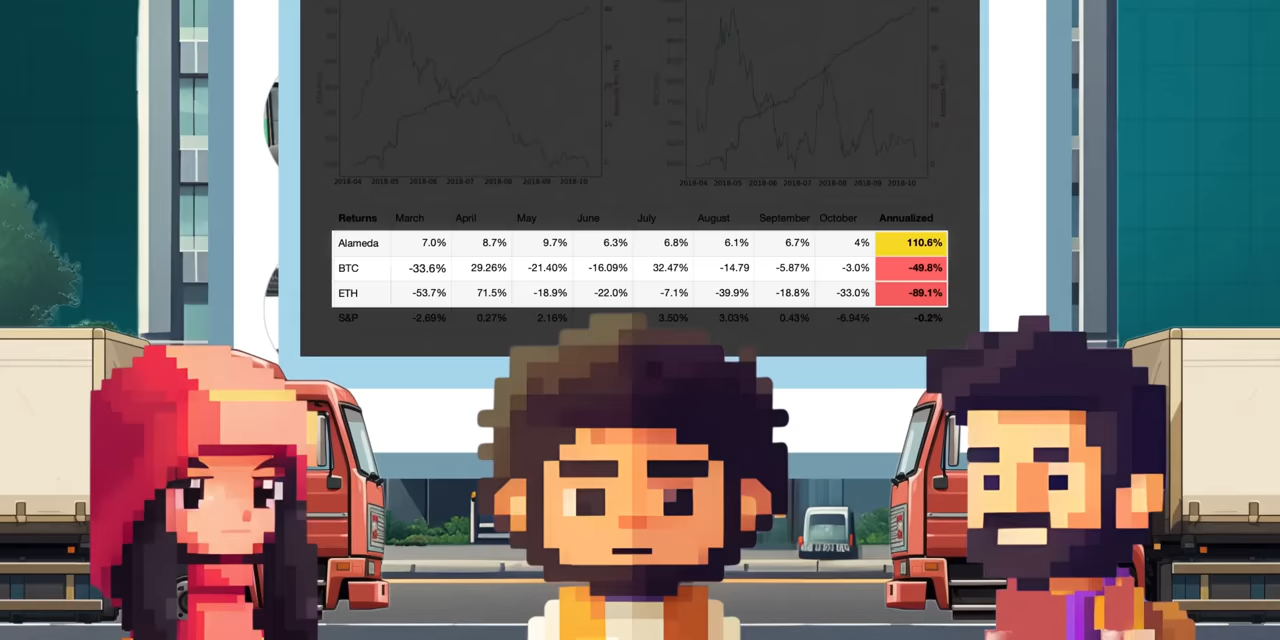 2018-04 2018-05 2018-06 2018-07 2018-08 2018-09 2018-10
2018-04 2018-05 2018-06 2018-07 2018-08 2018-09 2018-10
Returns March April May June July August September October Annualized
Alameda 7.0% 8.7% 9.7% 6.3% 6.8% 6.1% 6.7% 4% 110.6%
BTC -33.6% 29.26% -21.40% -16.09% 32.47% -14.79 -5.87% -3.0% -49.8%
ETH -53.7% 71.5% -18.9% -22.0% -7.1% -39.9% -18.8% -33.0% -89.1%
S&P -2.69% 0.27% 2.16% 3.50% 3.03% 0.43% -6.94% -0.2%